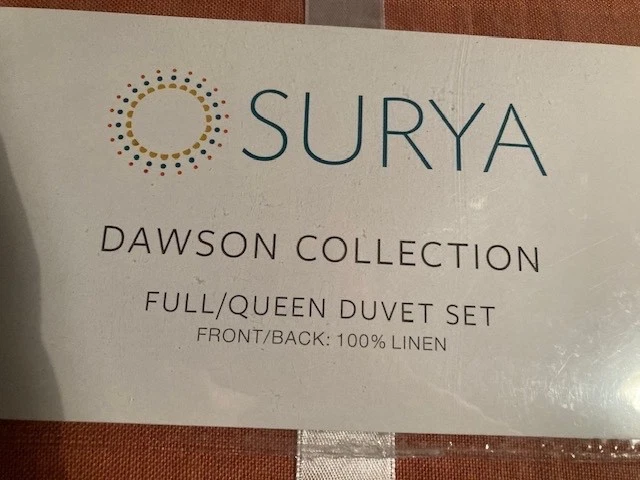 SURYA
DAWSON COLLECTION
FULL/QUEEN DUVET SET
FRONT/BACK: 100% LINEN